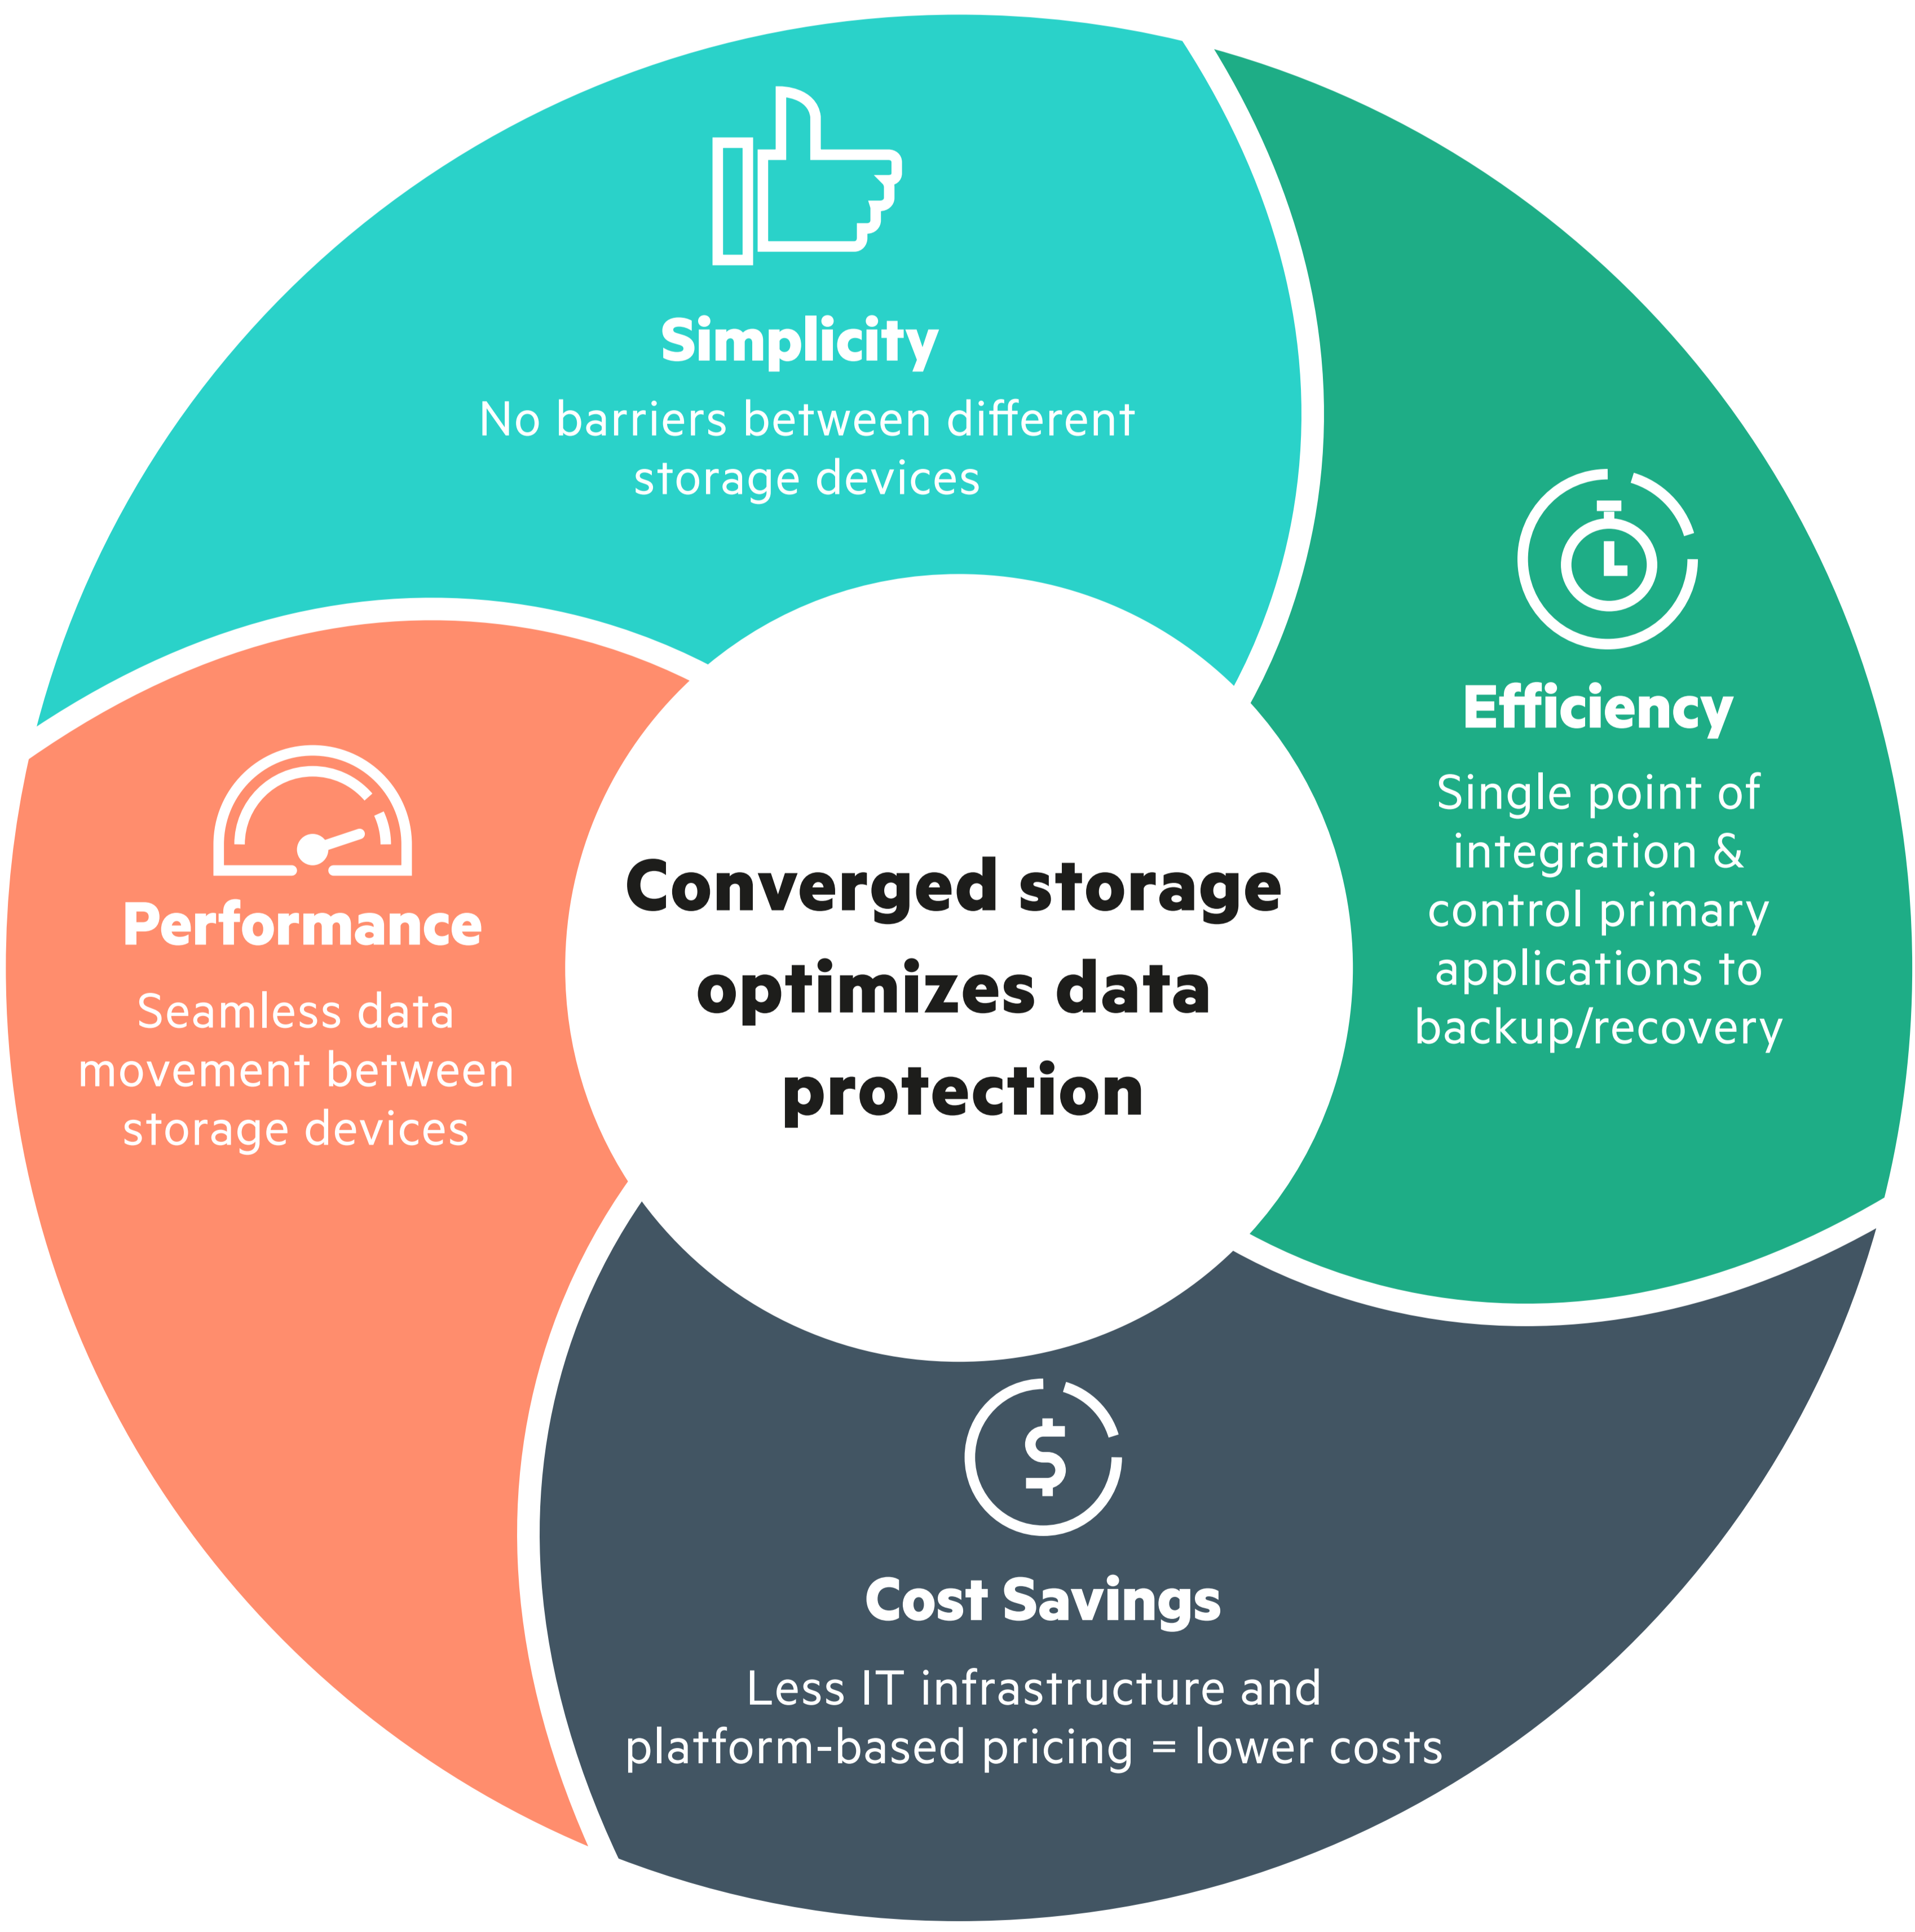 Simplicity
No barriers between different
storage devices
Efficiency
Single point of
integration &
control primary
applications to
backup/recovery
Converged storage
optimizes data
protection
Performance
Seamless data
movement between
storage devices
$
Cost Savings
Less IT infrastructure and
platform-based pricing = lower costs